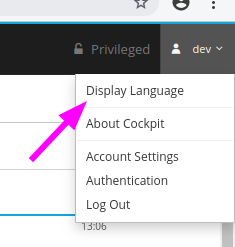 Privileged
dev
Display Language
About Cockpit
Account Settings
Authentication
Log Out
13:06